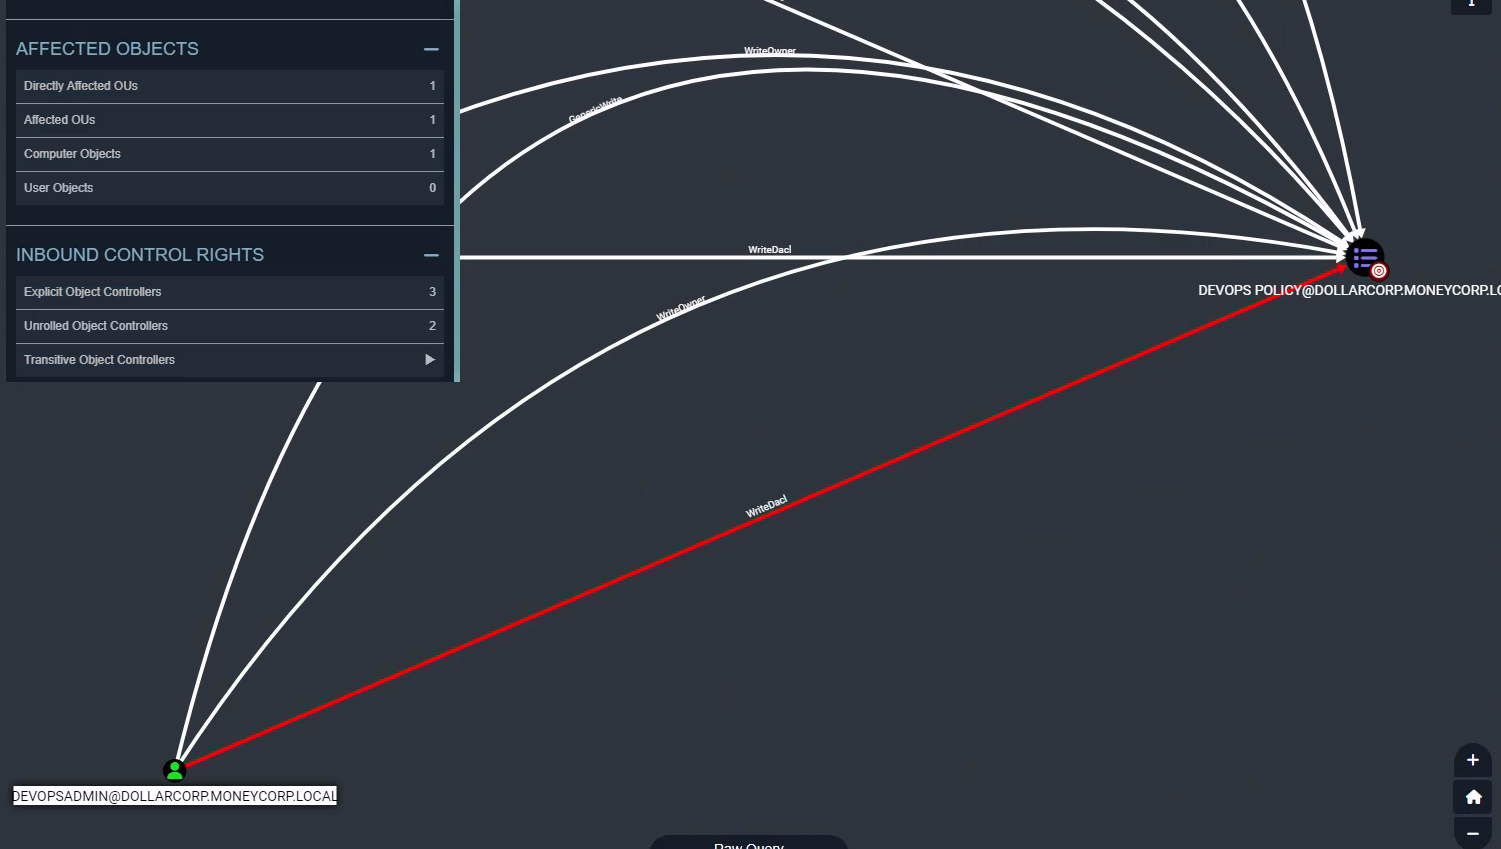 AFFECTED OBJECTS
Directly Affected OUs 1
Affected OUs 1
Computer Objects 1
User Objects 0
INBOUND CONTROL RIGHTS
Explicit Object Controllers 3
Unrolled Object Controllers 2
Transitive Object Controllers
WriteOwner
GenericWrite
WriteDacl
WriteOwner
DEVOPS POLICY@DOLLARCORP.MONEYCORP.LO
WriteDacl
DEVOPSADMIN@DOLLARCORP.MONEYCORP.LOCAL
Raw Query